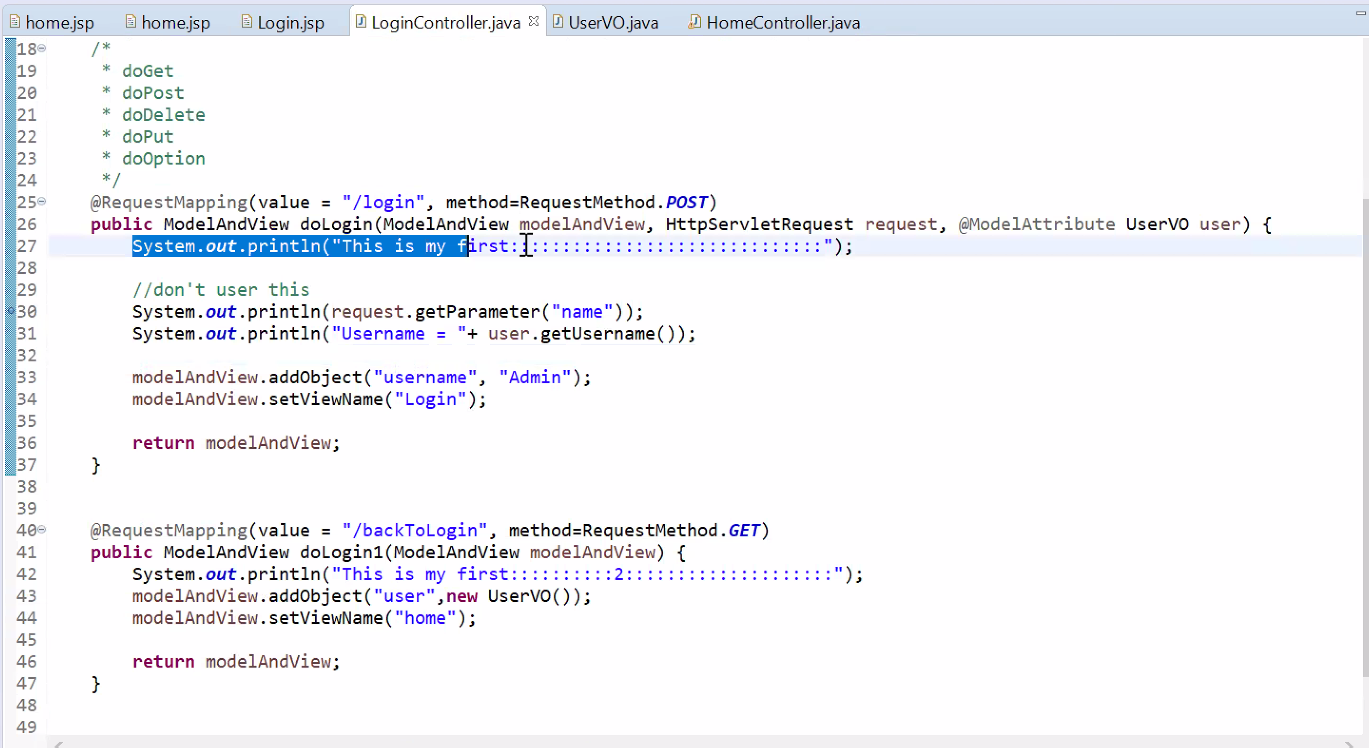 home.jsp home.jsp Login.jsp LoginController.java UserVO.java HomeController.java
18 /*
19 * doGet
20 * doPost
21 * doDelete
22 * doPut
23 * doOption
24 */
25 @RequestMapping(value = "/login", method=RequestMethod.POST)
26 public ModelAndView doLogin(ModelAndView modelAndView, HttpServletRequest request, @ModelAttribute UserVO user) {
27 System.out.println("This is my first::::::::::::::::::::::::::::::");
28
29 //don't user this
30 System.out.println(request.getParameter("name"));
31 System.out.println("Username = "+ user.getUsername());
32
33 modelAndView.addObject("username", "Admin");
34 modelAndView.setViewName("Login");
35
36 return modelAndView;
37 }
38
39
40 @RequestMapping(value = "/backToLogin", method=RequestMethod.GET)
41 public ModelAndView doLogin1(ModelAndView modelAndView) {
42 System.out.println("This is my first::::::::::2::::::::::::::::::::");
43 modelAndView.addObject("user",new UserVO());
44 modelAndView.setViewName("home");
45
46 return modelAndView;
47 }
48
49